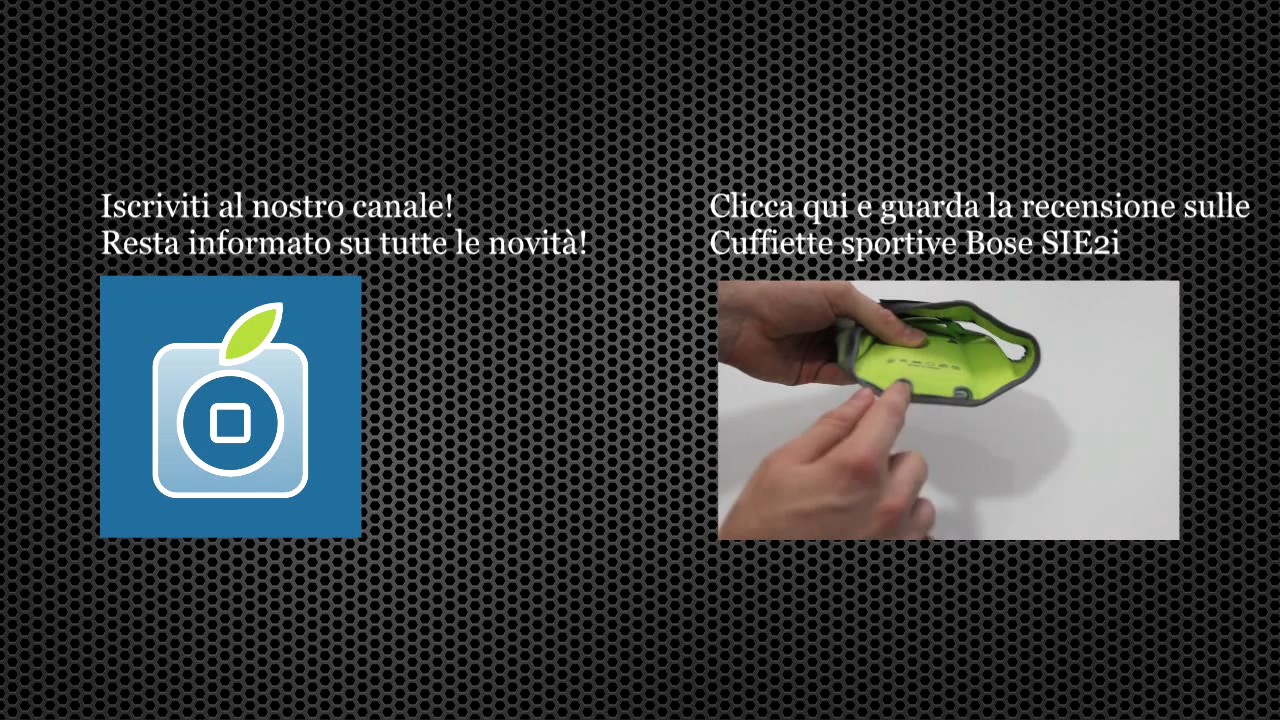 Iscriviti al nostro canale!
Resta informato su tutte le novità!
Clicca qui e guarda la recensione sulle
Cuffiette sportive Bose SIE2i